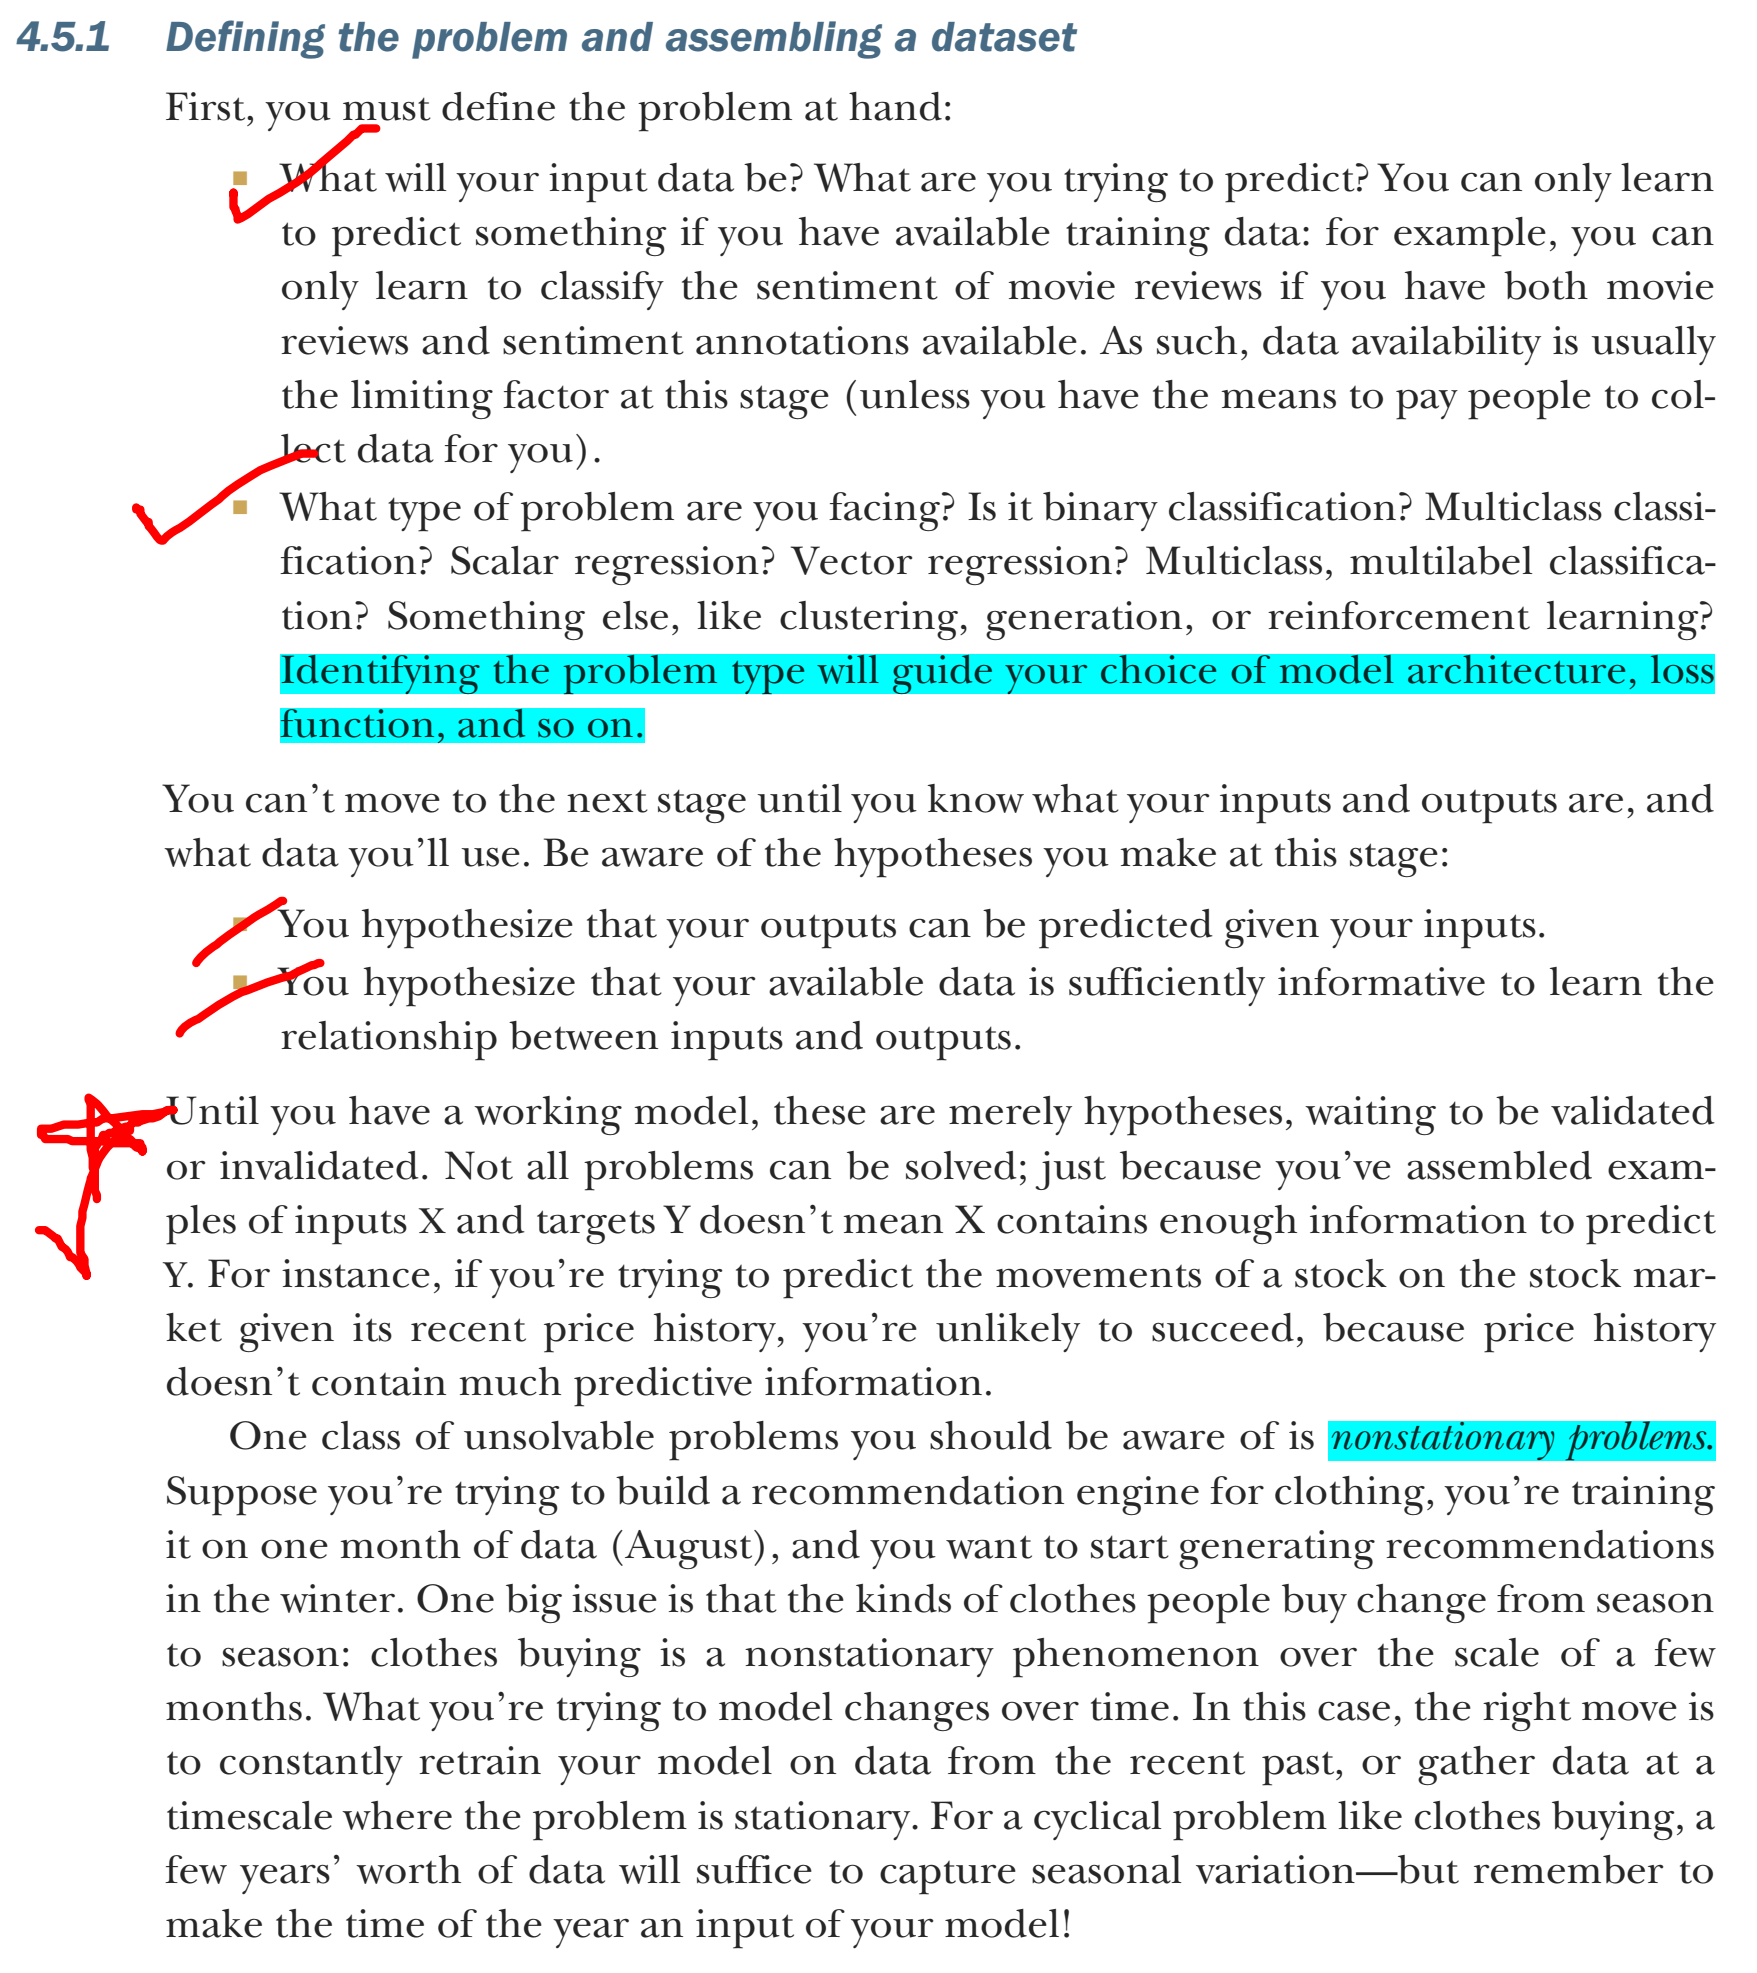 4.5.1 Defining the problem and assembling a dataset
First, you must define the problem at hand:
■ What will your input data be? What are you trying to predict? You can only learn
to predict something if you have available training data: for example, you can
only learn to classify the sentiment of movie reviews if you have both movie
reviews and sentiment annotations available. As such, data availability is usually
the limiting factor at this stage (unless you have the means to pay people to col-
lect data for you).
■ What type of problem are you facing? Is it binary classification? Multiclass classi-
fication? Scalar regression? Vector regression? Multiclass, multilabel classifica-
tion? Something else, like clustering, generation, or reinforcement learning?
Identifying the problem type will guide your choice of model architecture, loss
function, and so on.
You can’t move to the next stage until you know what your inputs and outputs are, and
what data you’ll use. Be aware of the hypotheses you make at this stage:
■ You hypothesize that your outputs can be predicted given your inputs.
■ You hypothesize that your available data is sufficiently informative to learn the
relationship between inputs and outputs.
Until you have a working model, these are merely hypotheses, waiting to be validated
or invalidated. Not all problems can be solved; just because you’ve assembled exam-
ples of inputs X and targets Y doesn’t mean X contains enough information to predict
Y. For instance, if you’re trying to predict the movements of a stock on the stock mar-
ket given its recent price history, you’re unlikely to succeed, because price history
doesn’t contain much predictive information.
One class of unsolvable problems you should be aware of is nonstationary problems.
Suppose you’re trying to build a recommendation engine for clothing, you’re training
it on one month of data (August), and you want to start generating recommendations
in the winter. One big issue is that the kinds of clothes people buy change from season
to season: clothes buying is a nonstationary phenomenon over the scale of a few
months. What you’re trying to model changes over time. In this case, the right move is
to constantly retrain your model on data from the recent past, or gather data at a
timescale where the problem is stationary. For a cyclical problem like clothes buying, a
few years’ worth of data will suffice to capture seasonal variation—but remember to
make the time of the year an input of your model!